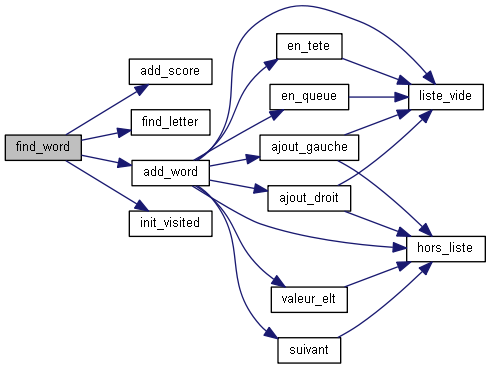 find_word
add_score
find_letter
add_word
init_visited
en_tete
en_queue
ajout_gauche
ajout_droit
valeur_elt
suivant
liste_vide
hors_liste